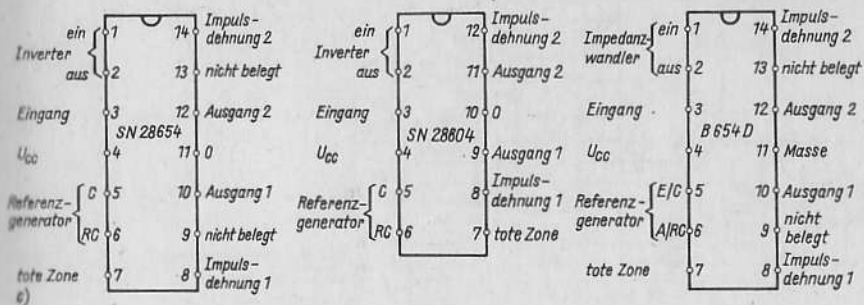 ein 1 14 Impuls-
dehnung 2
Inverter
aus 2 13 nicht belegt
Eingang 3 12 Ausgang 2
SN 28654
UCC 4 11 0
Referenz-
generator
C 5 10 Ausgang 1
RC 6 9 nicht belegt
tote Zone 7 8 Impuls-
dehnung 1
c)
ein 1 12 Impuls-
dehnung 2
Inverter
aus 2 11 Ausgang 2
Eingang 3 10 0
SN 28604
UCC 4 9 Ausgang 1
Referenz-
generator
C 5 8 Impuls-
dehnung 1
RC 6 7 tote Zone
Impedanz-
wandler
ein 1 14 Impuls-
dehnung 2
aus 2 13 nicht belegt
Eingang 3 12 Ausgang 2
B 654 D
UCC 4 11 Masse
Referenz-
generator
E/C 5 10 Ausgang 1
A/RC 6 9 nicht
belegt
tote Zone 7 8 Impuls-
dehnung 1